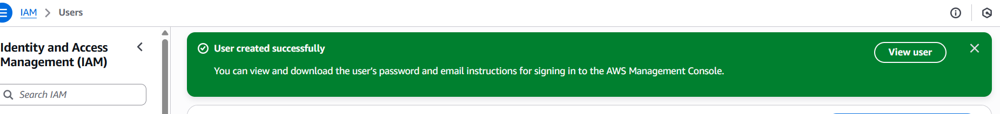 IAM > Users
Identity and Access
Management (IAM)
Search IAM
User created successfully
You can view and download the user's password and email instructions for signing in to the AWS Management Console.
View user